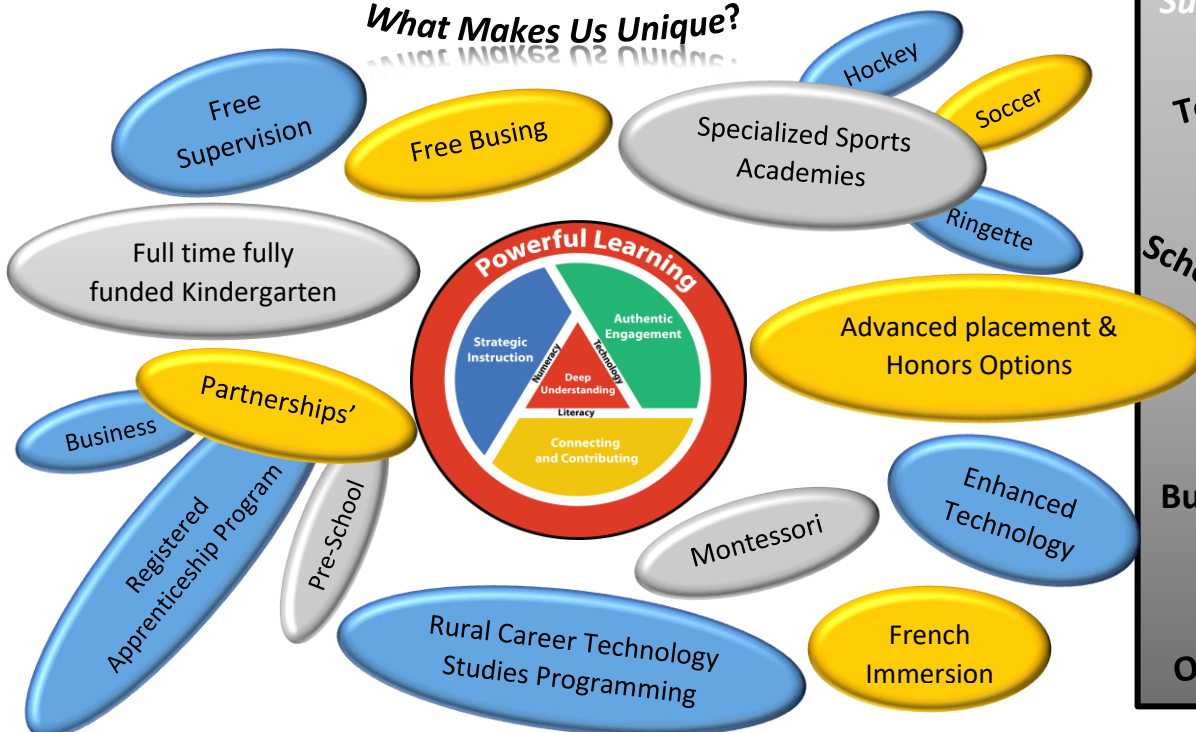 What Makes Us Unique?
Free
Supervision
Free Busing
Specialized Sports
Academies
Hockey
Soccer
Ringette
Full time fully
funded Kindergarten
Powerful Learning
Strategic
Instruction
Authentic
Engagement
Numeracy
Technology
Deep
Understanding
Literacy
Connecting
and Contributing
Advanced placement &
Honors Options
Partnerships’
Business
Registered
Apprenticeship Program
Pre-School
Enhanced
Technology
Montessori
Rural Career Technology
Studies Programming
French
Immersion